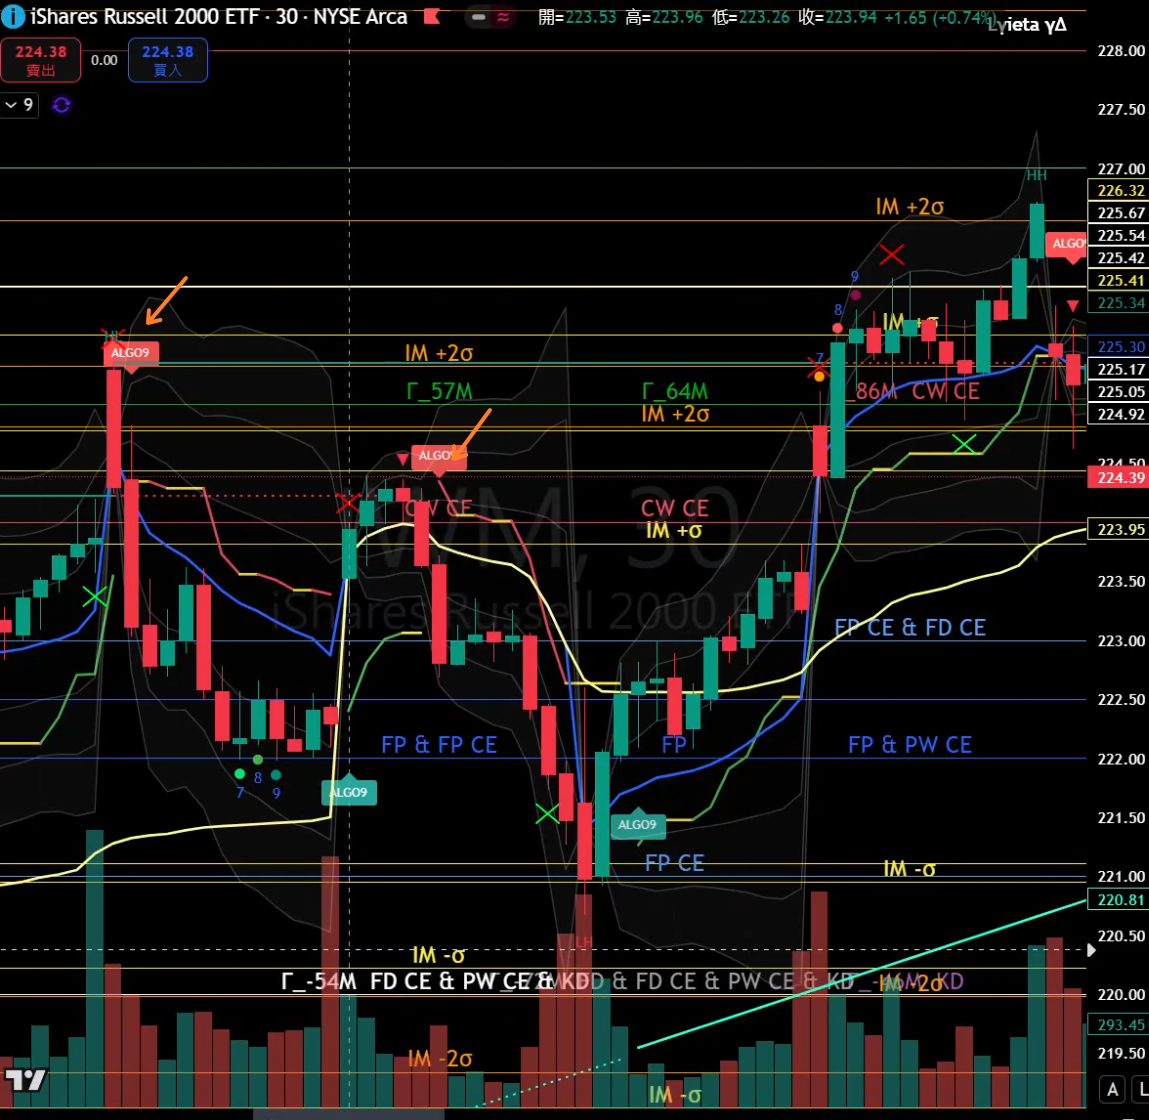 iShares Russell 2000 ETF · 30 · NYSE Arca
開=223.53 高=223.96 低=223.26 收=223.94 +1.65 (+0.74%)
224.38
賣出
0.00
224.38
買入
9
228.00
227.50
227.00
226.32
225.67
225.54
225.42
225.41
225.34
225.30
225.17
225.05
224.92
224.50
224.39
223.95
223.50
223.00
222.50
222.00
221.50
221.00
220.81
220.50
220.00
293.45
219.50
HH
IM +2σ
ALGO9
8
9
ALGO9
IM +2σ
7
Γ_57M
Γ_64M
_86M CW CE
IM +2σ
ALGO9
CW CE
CW CE
IM +σ
WM, 30
iShares Russell 2000 ETF
FP CE & FD CE
FP & FP CE
FP
FP & PW CE
7
8
9
ALGO9
ALGO9
FP CE
IM -σ
LH
IM -σ
Γ_-54M FD CE & PW CE & KD
& FD CE & PW CE & KD
IM -2σ
KD
IM -2σ
IM -σ
A
L